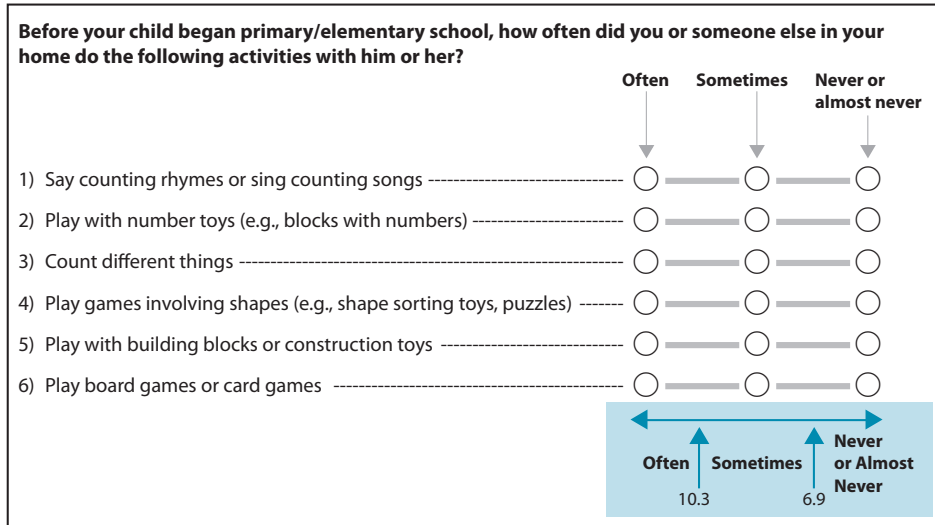 Before your child began primary/elementary school, how often did you or someone else in your
home do the following activities with him or her?
Often Sometimes Never or
almost never
1) Say counting rhymes or sing counting songs
2) Play with number toys (e.g., blocks with numbers)
3) Count different things
4) Play games involving shapes (e.g., shape sorting toys, puzzles)
5) Play with building blocks or construction toys
6) Play board games or card games
Often Sometimes Never
or Almost
Never
10.3 6.9